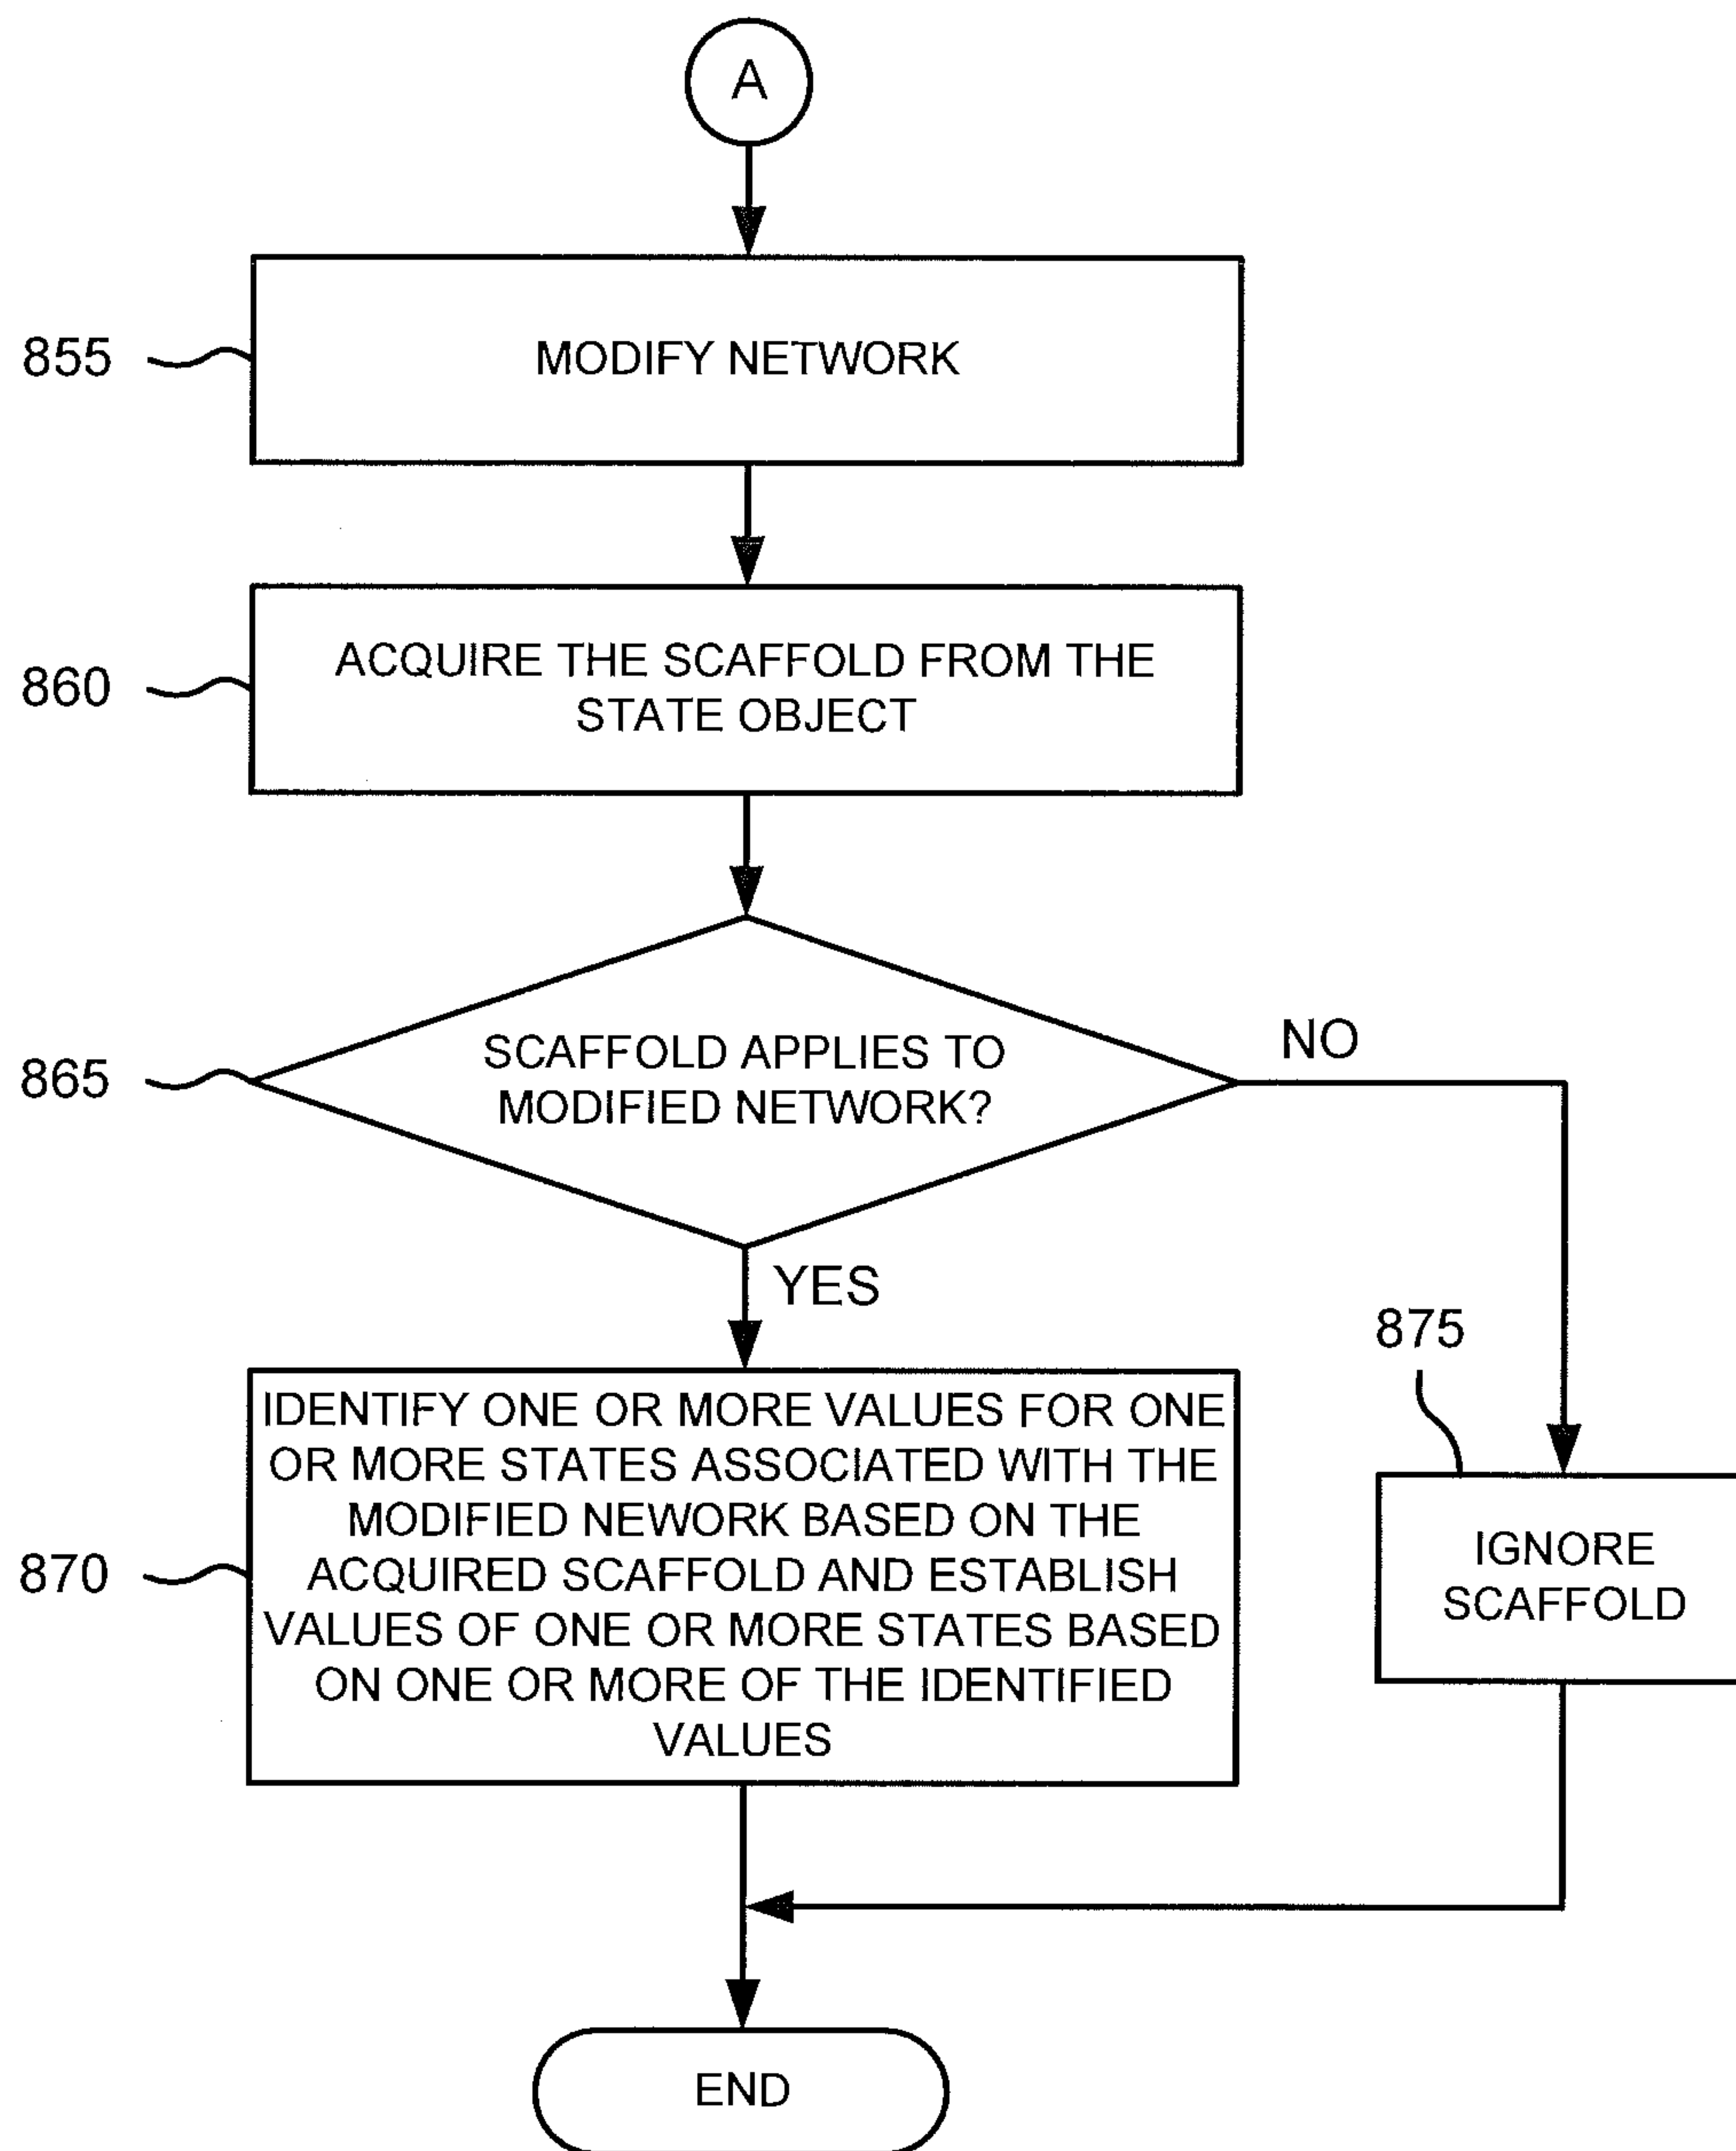 A
855
MODIFY NETWORK
860
ACQUIRE THE SCAFFOLD FROM THE
STATE OBJECT
865
SCAFFOLD APPLIES TO
MODIFIED NETWORK?
NO
YES
870
IDENTIFY ONE OR MORE VALUES FOR ONE
OR MORE STATES ASSOCIATED WITH THE
MODIFIED NEWORK BASED ON THE
ACQUIRED SCAFFOLD AND ESTABLISH
VALUES OF ONE OR MORE STATES BASED
ON ONE OR MORE OF THE IDENTIFIED
VALUES
875
IGNORE
SCAFFOLD
END